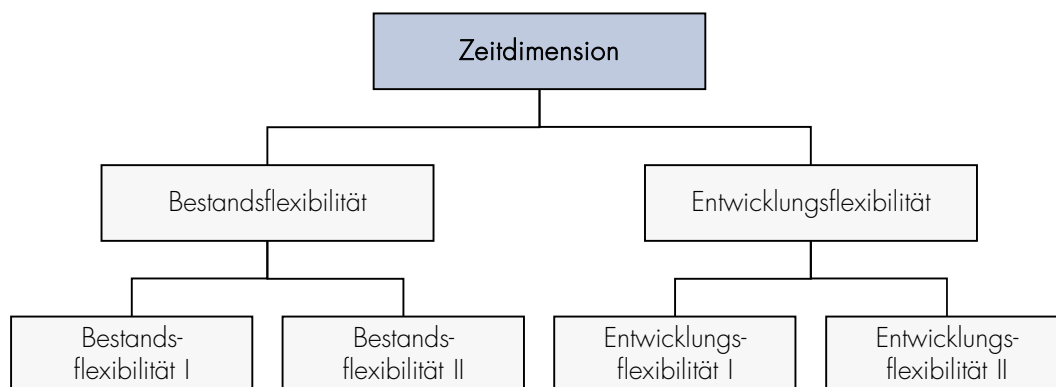 Zeitdimension
Bestandsflexibilität
Entwicklungsflexibilität
Bestands-
flexibilität I
Bestands-
flexibilität II
Entwicklungs-
flexibilität I
Entwicklungs-
flexibilität II